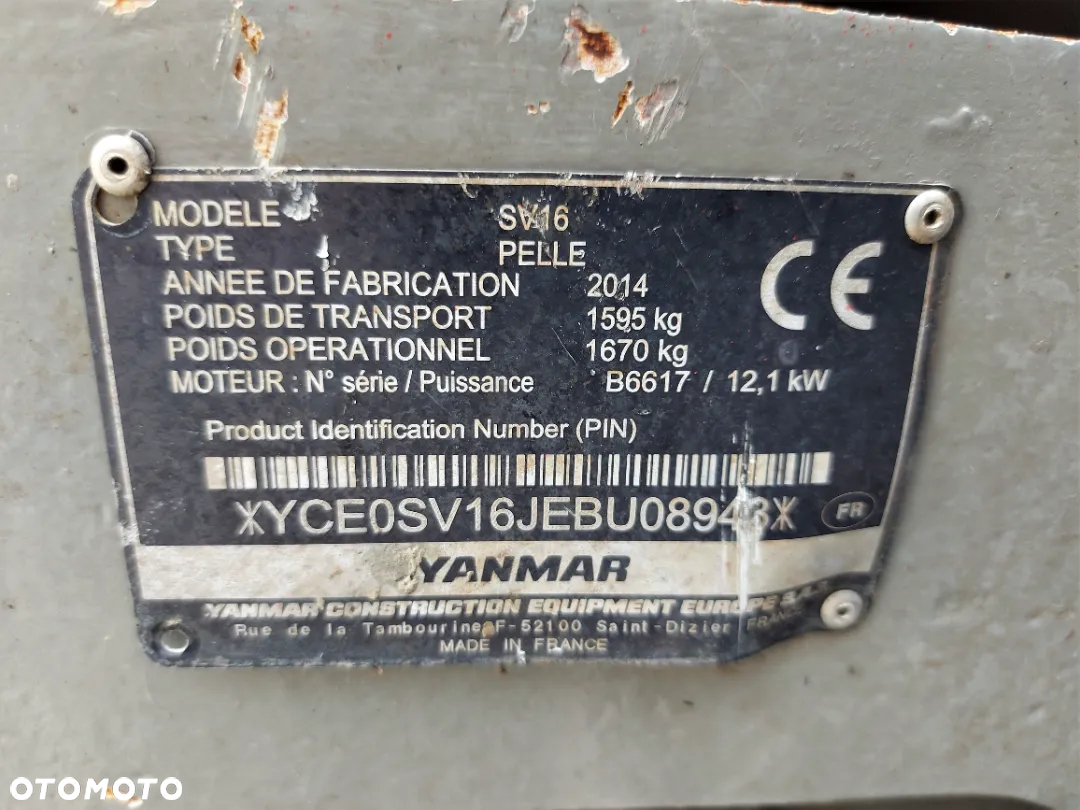 MODELE SV16
TYPE PELLE
ANNEE DE FABRICATION 2014
POIDS DE TRANSPORT 1595 kg
POIDS OPERATIONNEL 1670 kg
MOTEUR : N° série / Puissance B6617 / 12,1 kW
CE
Product Identification Number (PIN)
*YCE0SV16JEBU08943*
FR
YANMAR
YANMAR CONSTRUCTION EQUIPMENT EUROPE
Rue de la Tambourine F-52100 Saint-Dizier FRANCE
MADE IN FRANCE
OTOMOTO